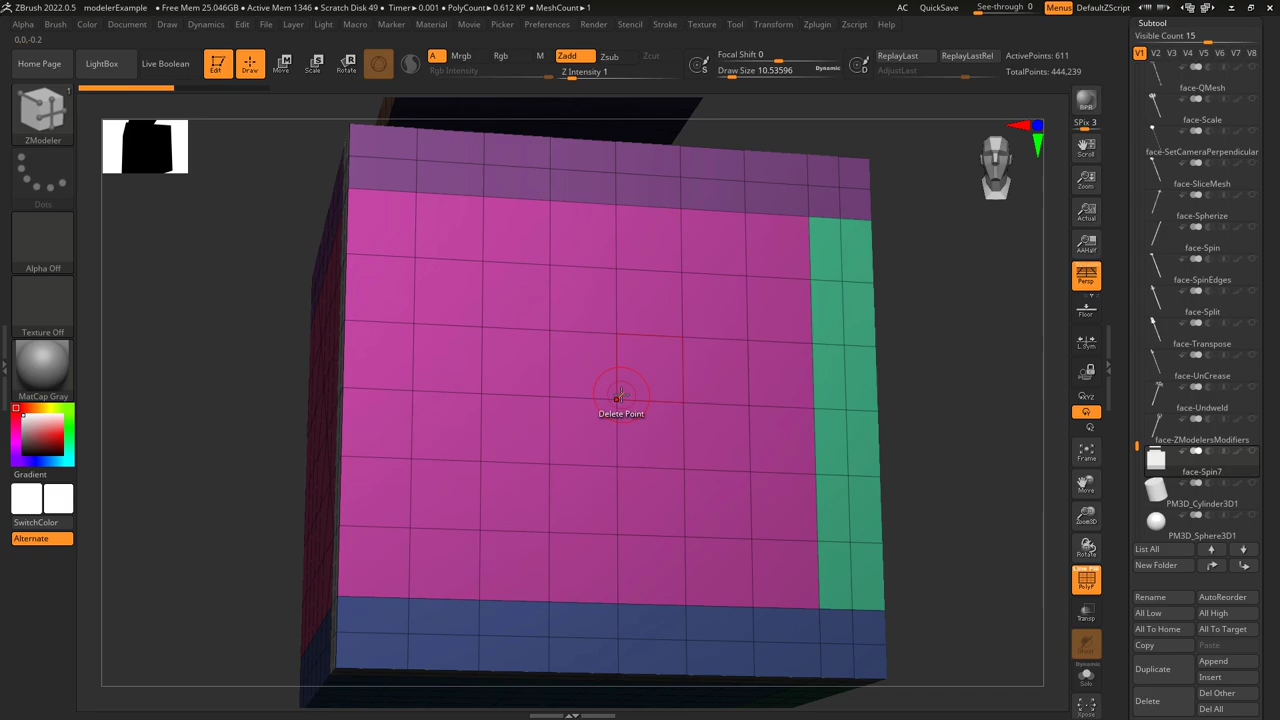 ZBrush 2022.0.5 modelerExample • Free Mem 25.046GB • Active Mem 1346 • Scratch Disk 49 • Timer▸0.001 • PolyCount▸0.612 KP • MeshCount▸1 AC QuickSave See-through 0 Menus DefaultZScript
Alpha Brush Color Document Draw Dynamics Edit File Layer Light Macro Marker Material Movie Picker Preferences Render Stencil Stroke Texture Tool Transform Zplugin Zscript Help
0,0,-0.2
Home Page LightBox Live Boolean Edit Draw Move Scale Rotate
A Mrgb Rgb M Zadd Zsub Zcut
Rgb Intensity Z Intensity 1
Focal Shift 0
Draw Size 10.53596 Dynamic
S D
ReplayLast ReplayLastRel
AdjustLast
ActivePoints: 611
TotalPoints: 444,239
1
ZModeler
Dots
Alpha Off
Texture Off
MatCap Gray
Gradient
SwitchColor
Alternate
Delete Point
BPR
SPix 3
Scroll
Zoom
Actual
AAHalf
Persp
Floor
L.Sym
XYZ
Frame
Move
Zoom3D
Rotate
Line Fill
PolyF
Transp
Dynamic
Solo
Xpose
Subtool
Visible Count 15
V1 V2 V3 V4 V5 V6 V7 V8
face-QMesh
face-Scale
face-SetCameraPerpendicular
face-SliceMesh
face-Spherize
face-Spin
face-SpinEdges
face-Split
face-Transpose
face-UnCrease
face-Undweld
face-ZModelersModifiers
face-Spin7
PM3D_Cylinder3D1
PM3D_Sphere3D1
List All
New Folder
Rename AutoReorder
All Low All High
All To Home All To Target
Copy Paste
Duplicate Append
Insert
Delete Del Other
Del All